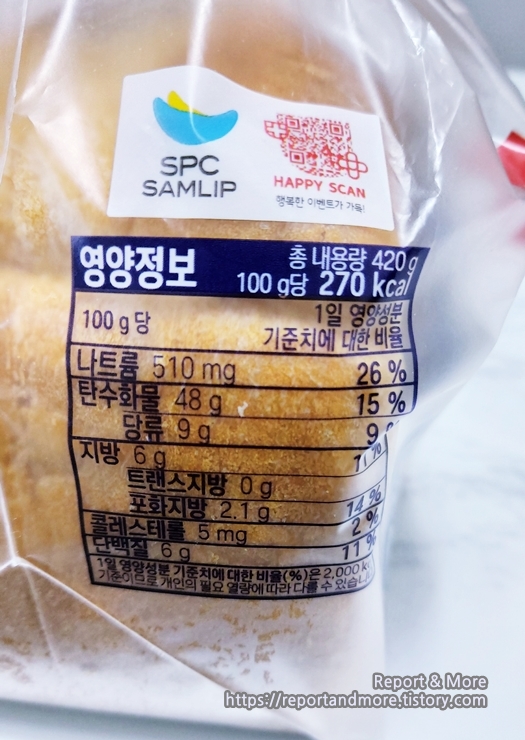 SPC
SAMLIP
HAPPY SCAN
행복한 이벤트가 가득!
영양정보
총 내용량 420 g
100 g당 270 kcal
100 g 당
1일 영양성분
기준치에 대한 비율
나트륨 510 mg 26 %
탄수화물 48 g 15 %
당류 9 g 9
지방 6 g 11 %
트랜스지방 0 g
포화지방 2.1 g 14 %
콜레스테롤 5 mg 2 %
단백질 6 g 11 %
1일 영양성분 기준치에 대한 비율(%)은 2,000 kc
기준이므로 개인의 필요 열량에 따라 다를 수 있습니
Report & More
https://reportandmore.tistory.com